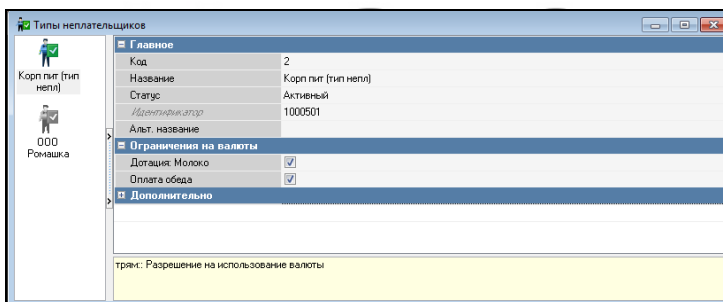 Типы неплательщиков
Корп пит (тип
непл)
ООО
Ромашка
Главное
Код 2
Название Корп пит (тип непл)
Статус Активный
Идентификатор 1000501
Альт. название
Ограничения на валюты
Дотация: Молоко
Оплата обеда
Дополнительно
трям:: Разрешение на использование валюты